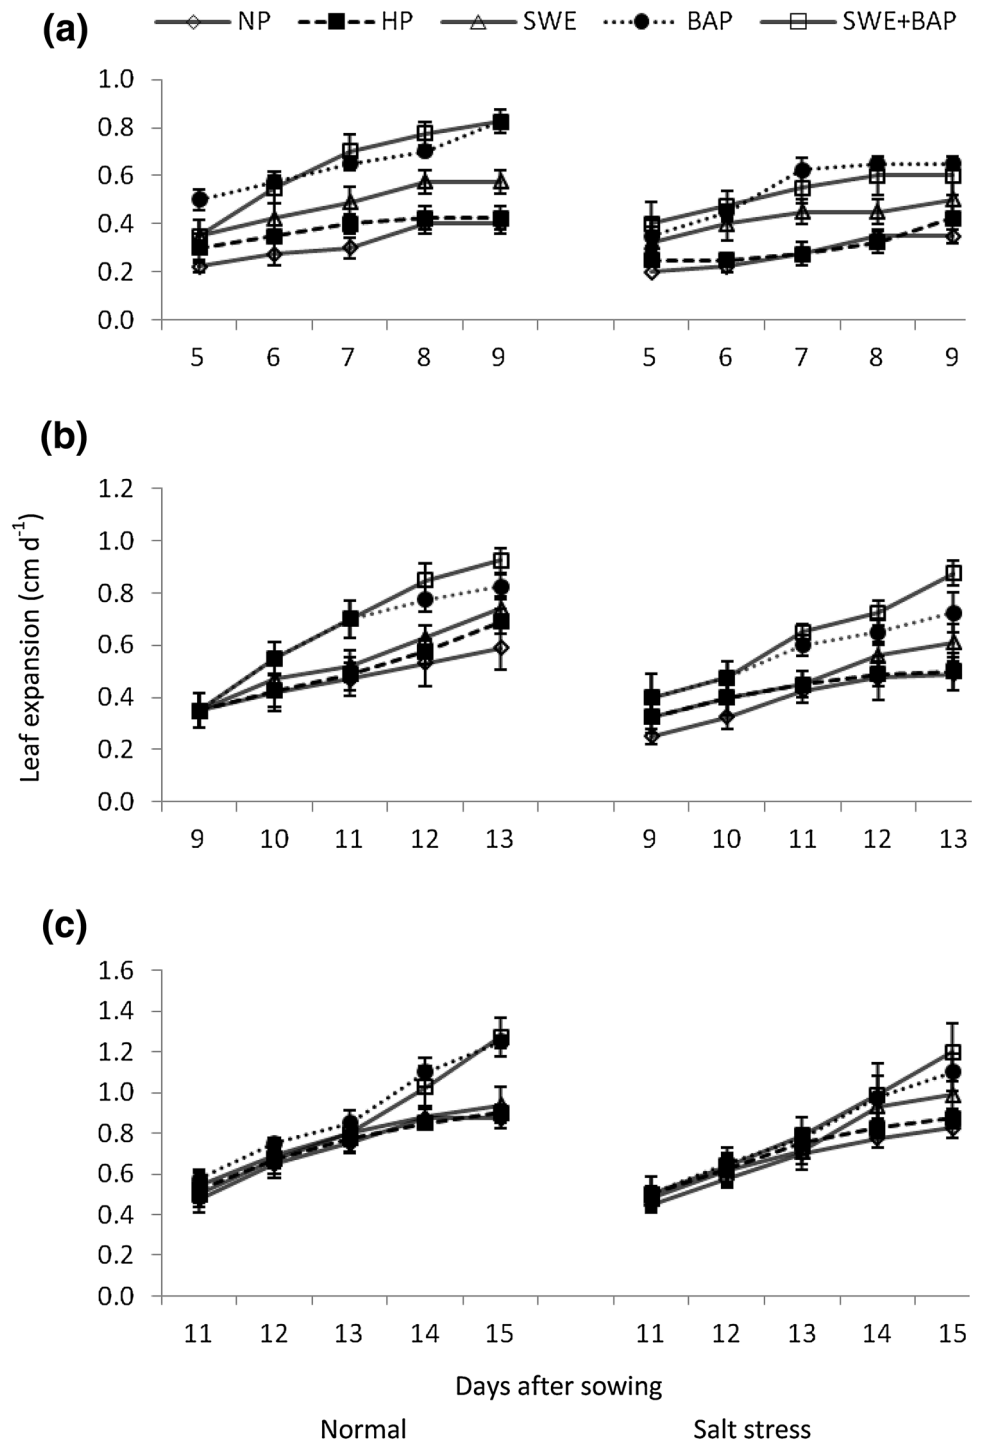 (a)
NP HP SWE BAP SWE+BAP
1.0
0.8
0.6
0.4
0.2
0.0
5 6 7 8 9 5 6 7 8 9
(b)
Leaf expansion (cm d-1)
1.2
1.0
0.8
0.6
0.4
0.2
0.0
9 10 11 12 13 9 10 11 12 13
(c)
1.6
1.4
1.2
1.0
0.8
0.6
0.4
0.2
0.0
11 12 13 14 15 11 12 13 14 15
Days after sowing
Normal Salt stress